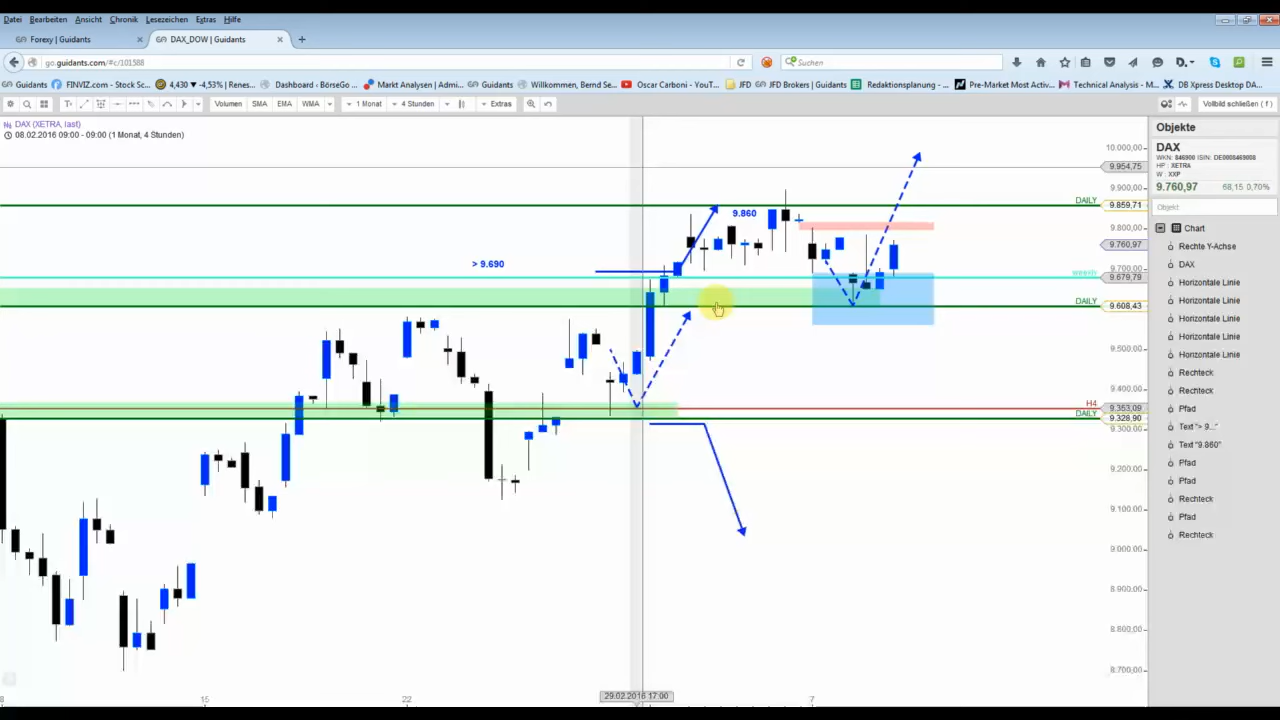 Datei Bearbeiten Ansicht Chronik Lesezeichen Extras Hilfe
Forexy | Guidants × DAX_DOW | Guidants × +
go.guidants.com/#c/101588 Suchen
Guidants FINVIZ.com - Stock Sc... 4,430 ▼ -4,53% | Renes... Dashboard ‹ BörseGo ... Markt Analysen | Admi... Guidants Willkommen, Bernd Se... Oscar Carboni - YouT... JFD JFD Brokers | Guidants Redaktionsplanung - ... Pre-Market Most Activ... Technical Analysis - M... DB Xpress Desktop DA...
Volumen SMA EMA WMA 1 Monat 4 Stunden Extras Vollbild schließen ( f )
DAX (XETRA, last)
08.02.2016 09:00 - 09:00 (1 Monat, 4 Stunden)
10.000,00
9.954,75
9.900,00
DAILY 9.859,71
9.860
9.800,00
9.760,97
> 9.690
9.700,00
weekly 9.679,79
DAILY 9.608,43
9.500,00
9.400,00
H4 9.353,09
DAILY 9.328,90
9.300,00
9.200,00
9.100,00
9.000,00
8.900,00
8.800,00
8.700,00
8 15 22 29.02.2016 17:00 7
Objekte
DAX
WKN: 846900 ISIN: DE0008469008
HP : XETRA
W : XXP
9.760,97 68,15 0,70%
Objekt
Chart
Rechte Y-Achse
DAX
Horizontale Linie
Horizontale Linie
Horizontale Linie
Horizontale Linie
Horizontale Linie
Rechteck
Rechteck
Pfad
Text "> 9..."
Text "9.860"
Pfad
Pfad
Rechteck
Pfad
Rechteck